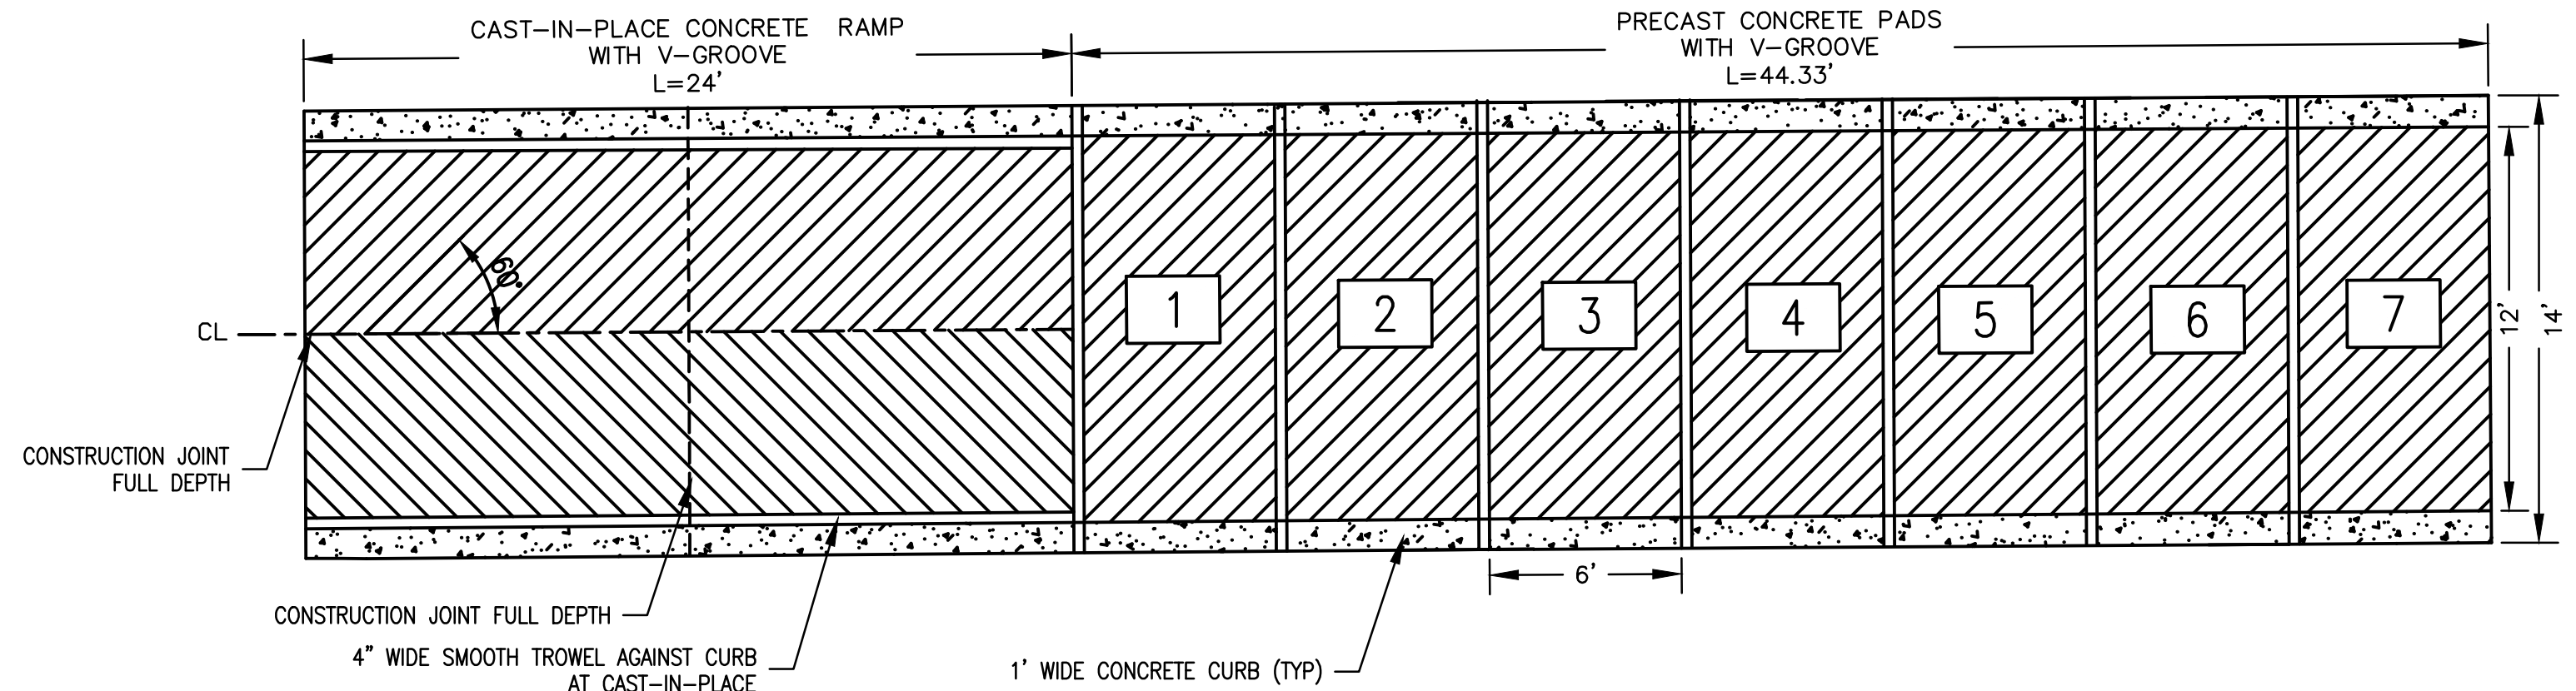 CAST-IN-PLACE CONCRETE RAMP
WITH V-GROOVE
L=24'
PRECAST CONCRETE PADS
WITH V-GROOVE
L=44.33'
60°
CL
1
2
3
4
5
6
7
12'
14'
CONSTRUCTION JOINT
FULL DEPTH
6'
CONSTRUCTION JOINT FULL DEPTH
4" WIDE SMOOTH TROWEL AGAINST CURB
AT CAST-IN-PLACE
1' WIDE CONCRETE CURB (TYP)